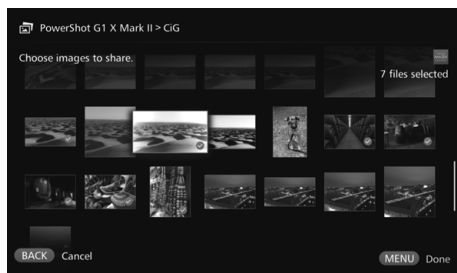 PowerShot G1 X Mark II > CiG
Choose images to share.
7 files selected
BACK Cancel
MENU Done